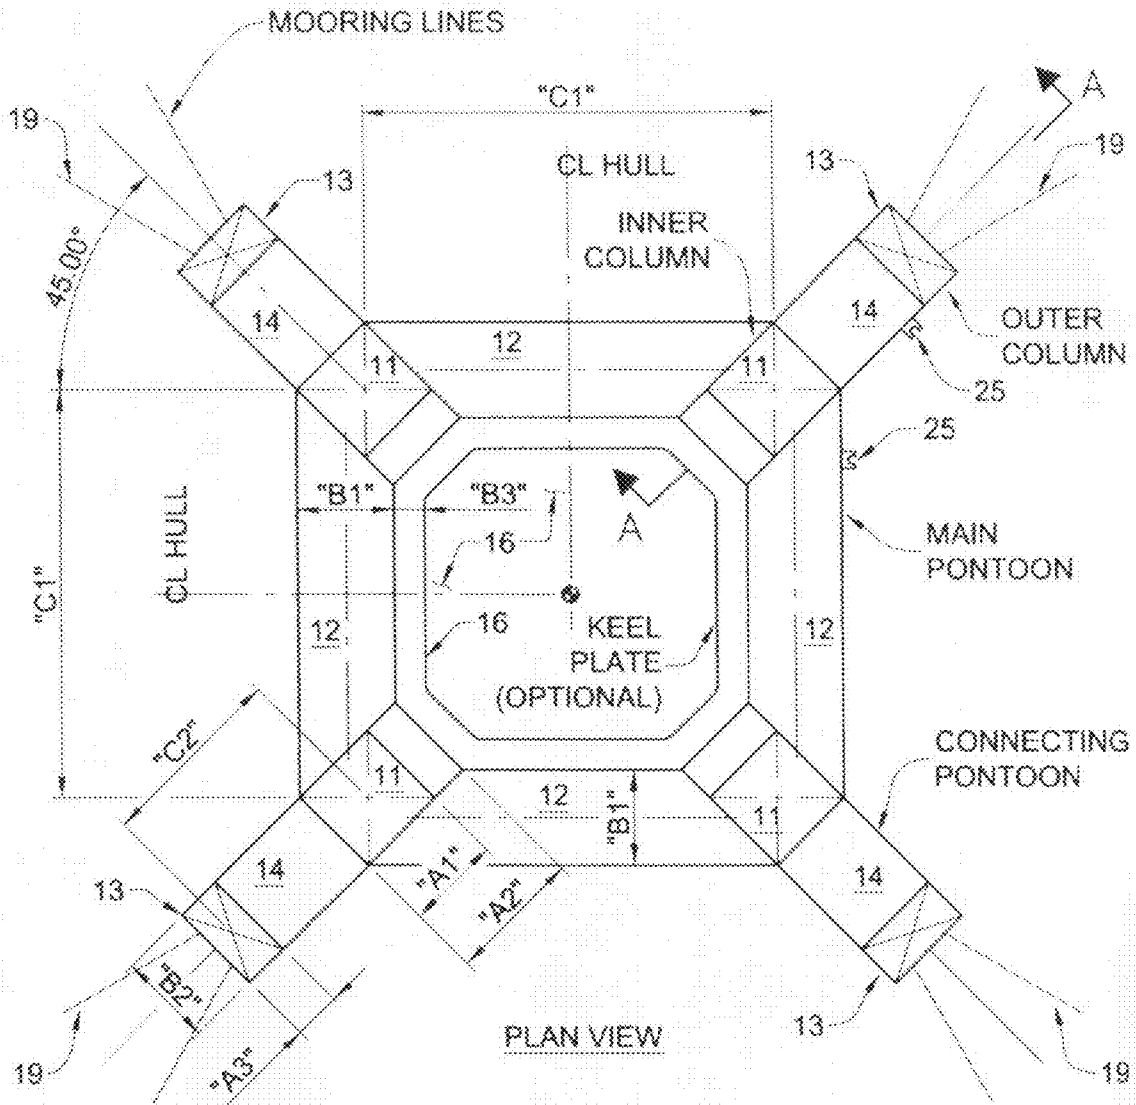 MOORING LINES
"C1"
A
19
13
CL HULL
13
19
INNER
COLUMN
45.00°
14
12
14
OUTER
COLUMN
11
11
25
25
"B1"
"B3"
A
16
CL HULL
MAIN
PONTOON
"C1"
12
16
KEEL
PLATE
(OPTIONAL)
12
"C2"
CONNECTING
PONTOON
11
12
"B1"
11
14
"A1"
"A2"
14
13
"B2"
13
19
"A3"
PLAN VIEW
19